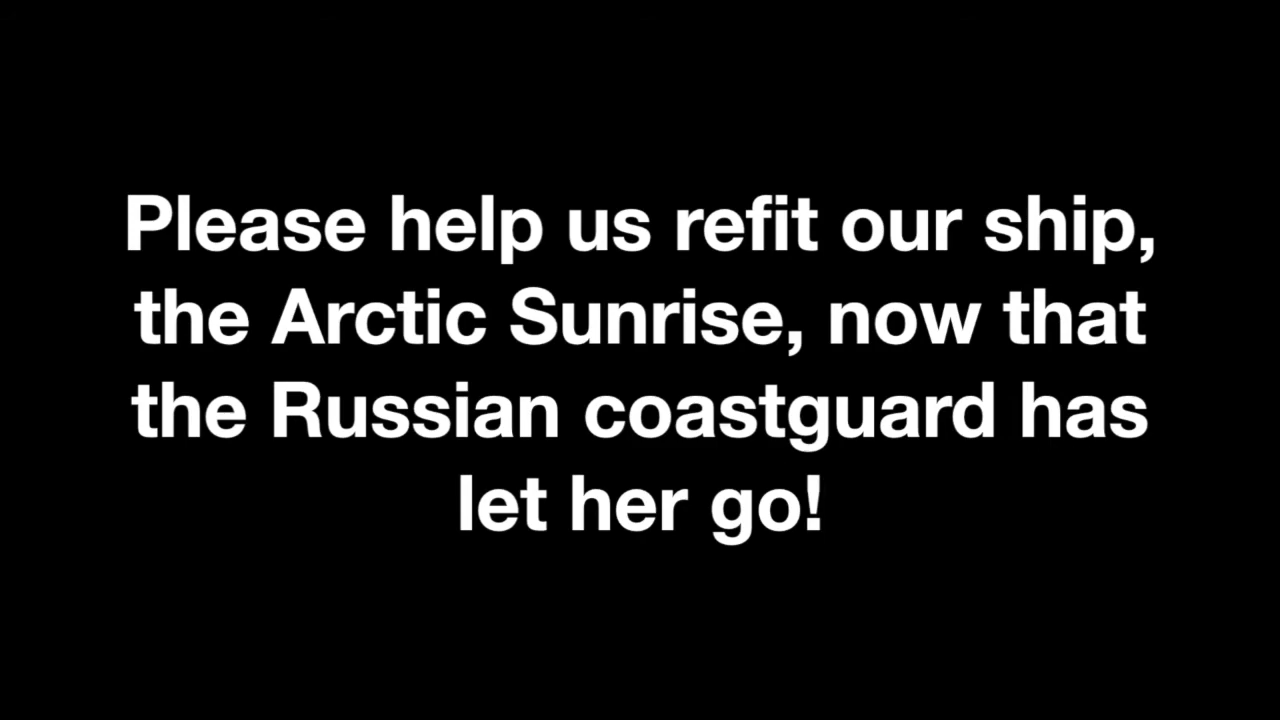 Please help us refit our ship,
the Arctic Sunrise, now that
the Russian coastguard has
let her go!